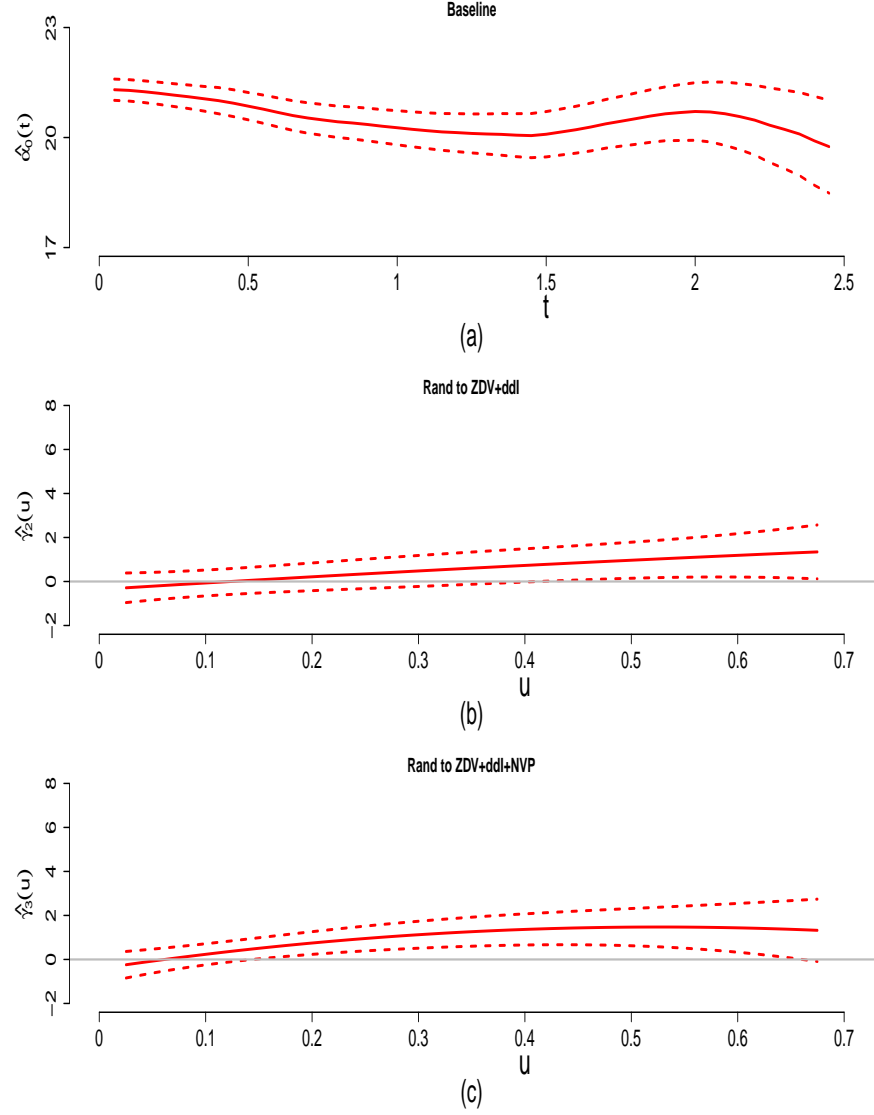 Baseline
23
20
17
α̂₀(t)
0 0.5 1 1.5 2 2.5
t
(a)
Rand to ZDV+ddI
8
6
4
2
0
−2
γ̂₂(u)
0 0.1 0.2 0.3 0.4 0.5 0.6 0.7
u
(b)
Rand to ZDV+ddI+NVP
8
6
4
2
0
−2
γ̂₃(u)
0 0.1 0.2 0.3 0.4 0.5 0.6 0.7
u
(c)